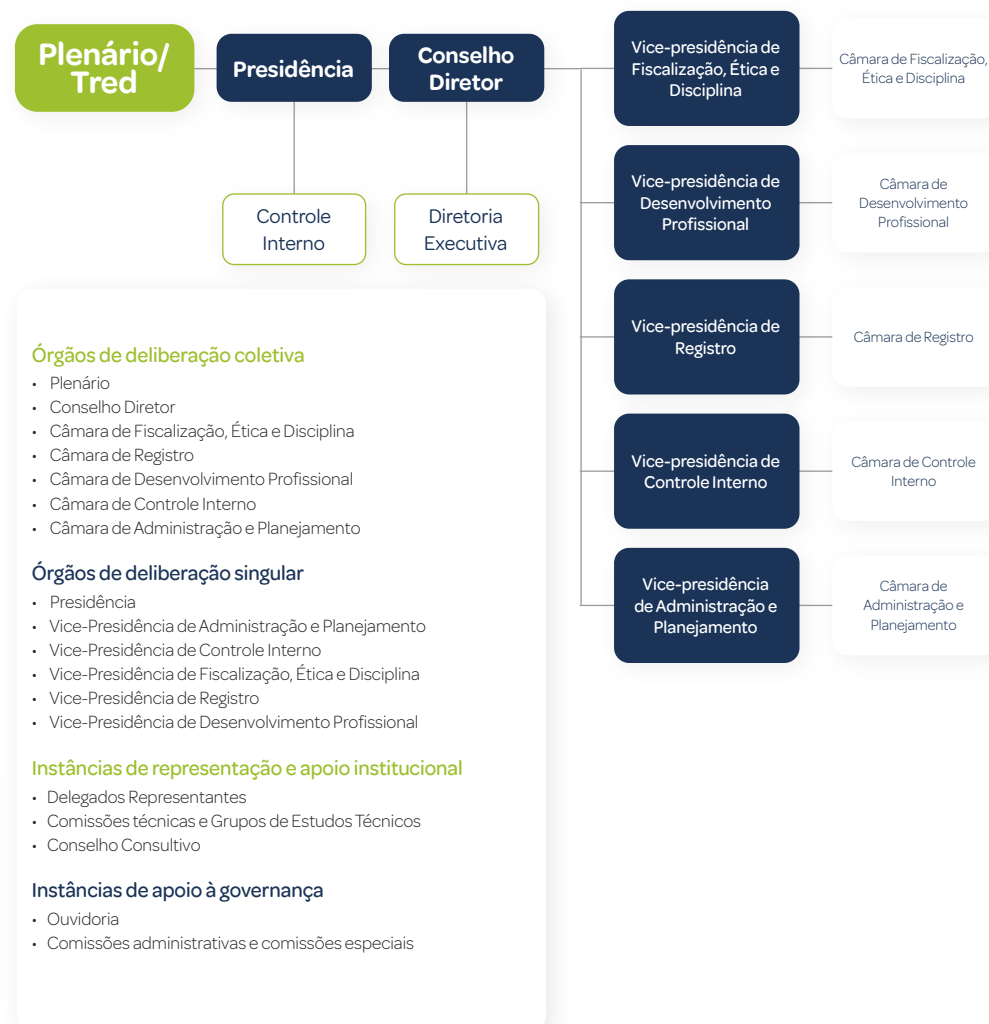 Plenário/
Tred
Presidência
Conselho
Diretor
Controle
Interno
Diretoria
Executiva
Vice-presidência de
Fiscalização, Ética e
Disciplina
Câmara de Fiscalização,
Ética e Disciplina
Vice-presidência de
Desenvolvimento
Profissional
Câmara de
Desenvolvimento
Profissional
Vice-presidência de
Registro
Câmara de Registro
Vice-presidência de
Controle Interno
Câmara de Controle
Interno
Vice-presidência
de Administração e
Planejamento
Câmara de
Administração e
Planejamento
Órgãos de deliberação coletiva
• Plenário
• Conselho Diretor
• Câmara de Fiscalização, Ética e Disciplina
• Câmara de Registro
• Câmara de Desenvolvimento Profissional
• Câmara de Controle Interno
• Câmara de Administração e Planejamento
Órgãos de deliberação singular
• Presidência
• Vice-Presidência de Administração e Planejamento
• Vice-Presidência de Controle Interno
• Vice-Presidência de Fiscalização, Ética e Disciplina
• Vice-Presidência de Registro
• Vice-Presidência de Desenvolvimento Profissional
Instâncias de representação e apoio institucional
• Delegados Representantes
• Comissões técnicas e Grupos de Estudos Técnicos
• Conselho Consultivo
Instâncias de apoio à governança
• Ouvidoria
• Comissões administrativas e comissões especiais